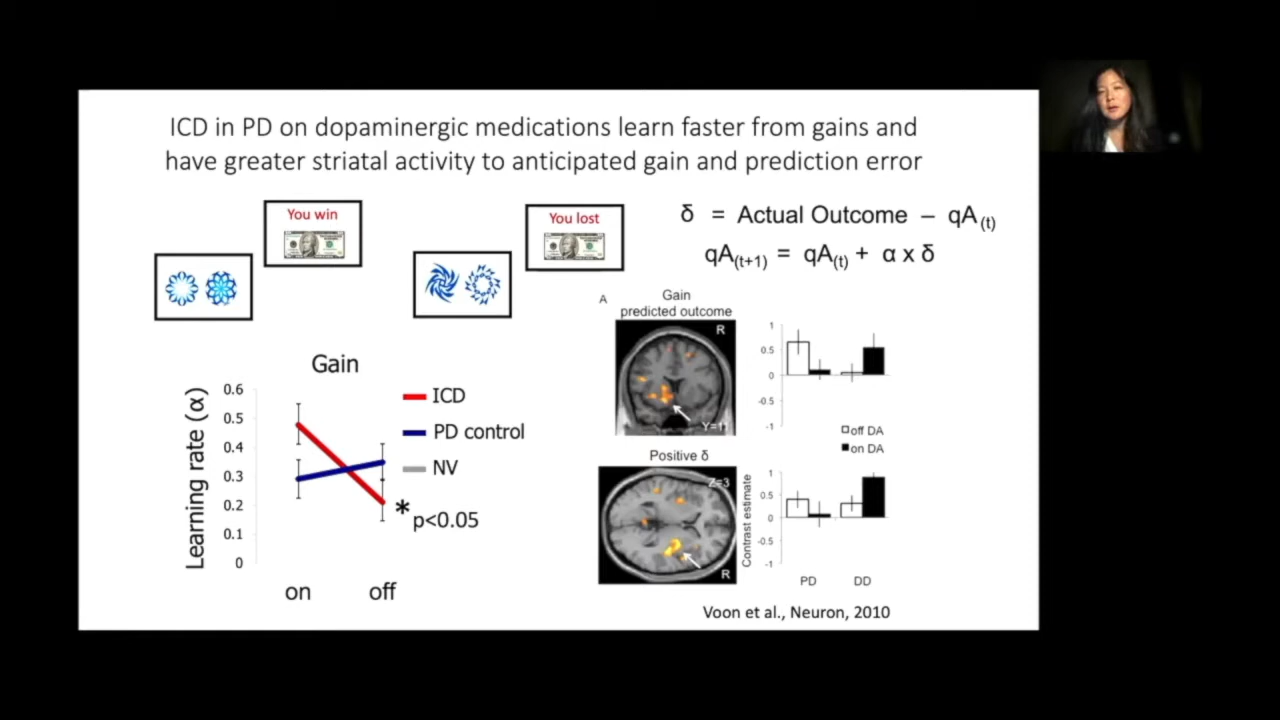 ICD in PD on dopaminergic medications learn faster from gains and
have greater striatal activity to anticipated gain and prediction error
You win
You lost
δ = Actual Outcome – qA(t)
qA(t+1) = qA(t) + α x δ
A
Gain
predicted outcome
R
Y=11
1
0.5
0
-0.5
-1
off DA
on DA
Gain
Learning rate (α)
0.6
0.5
0.4
0.3
0.2
0.1
0
on
off
ICD
PD control
NV
* p<0.05
Positive δ
Z=3
R
Contrast estimate
1
0.5
0
-0.5
-1
PD
DD
Voon et al., Neuron, 2010